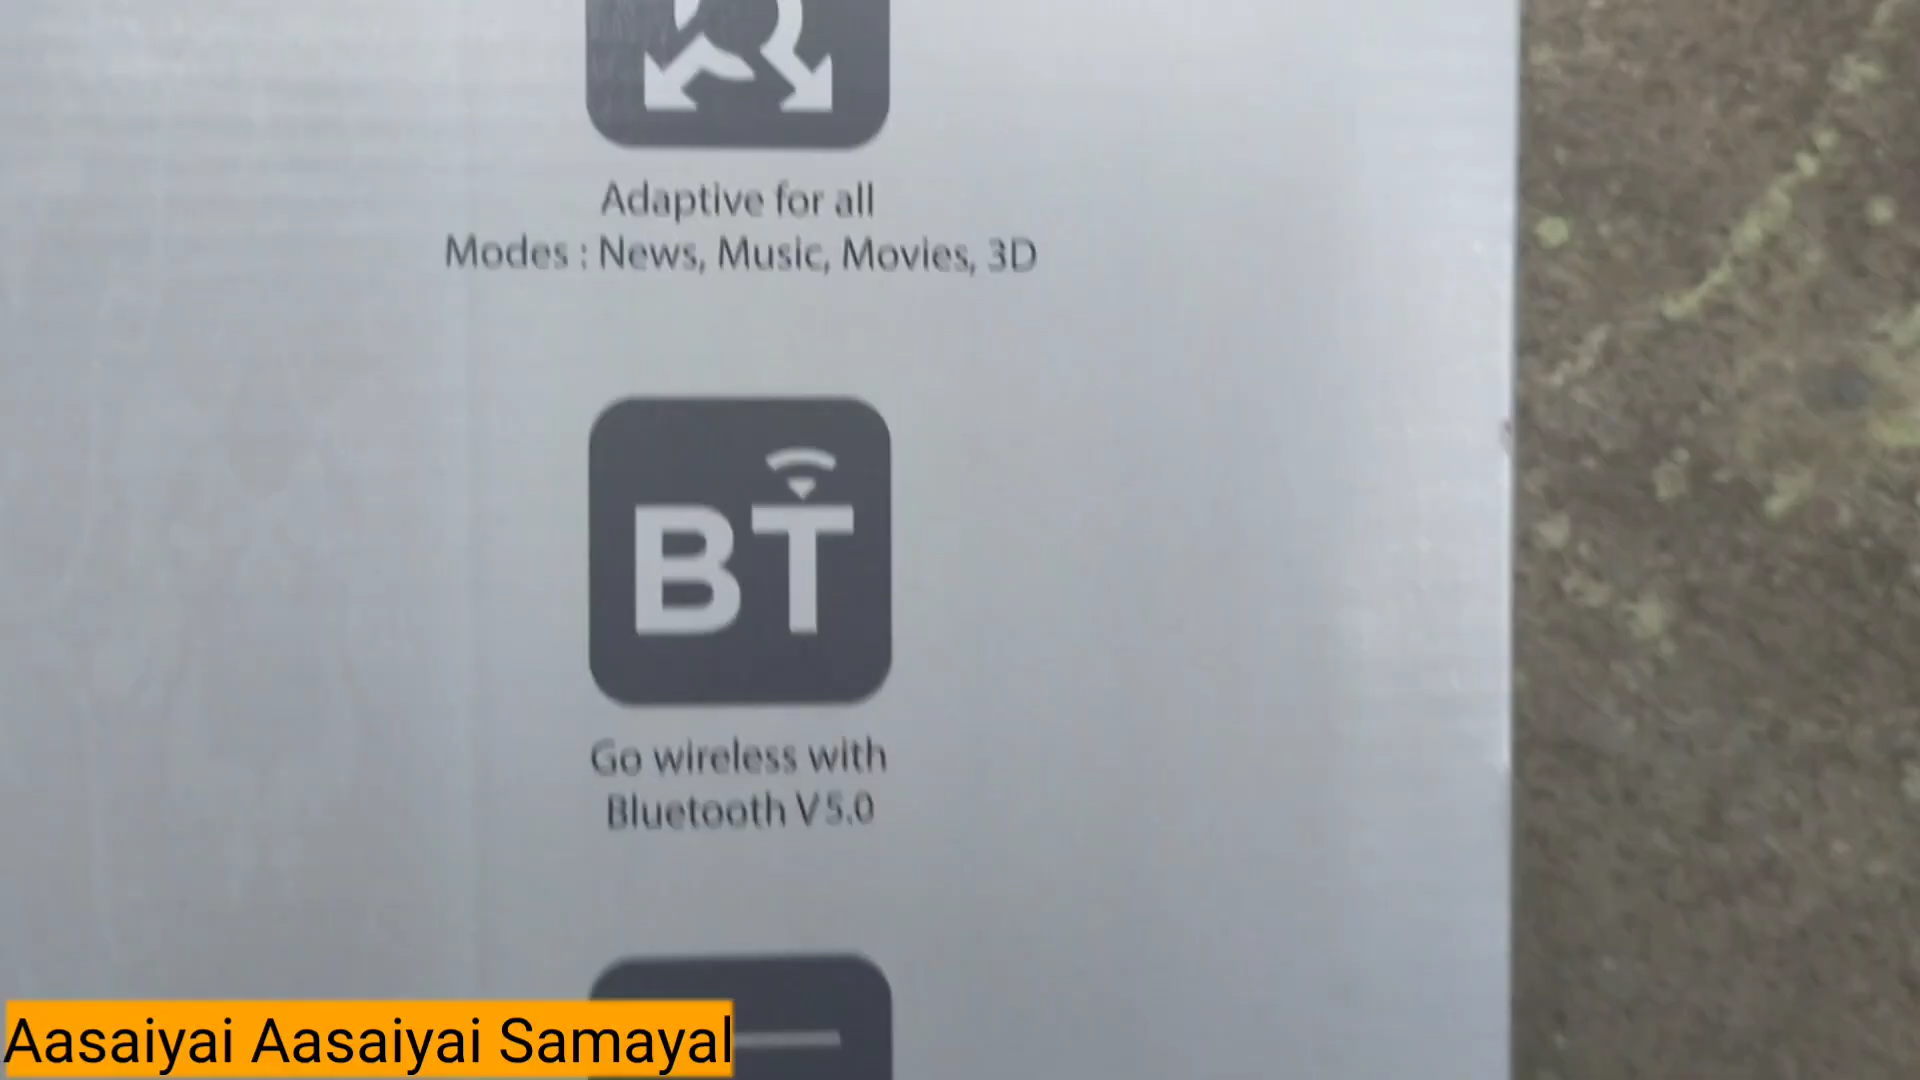 Adaptive for all
Modes : News, Music, Movies, 3D
BT
Go wireless with
Bluetooth V5.0
Aasaiyai Aasaiyai Samayal